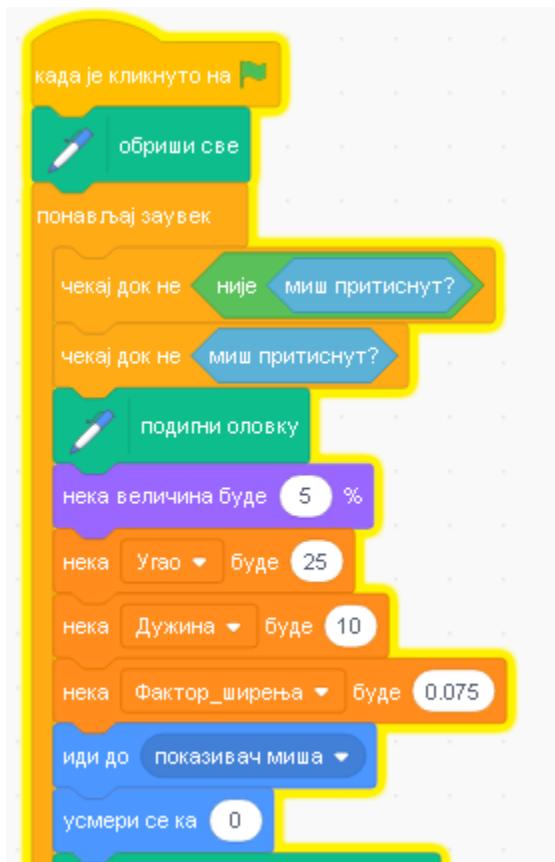 када је кликнуто на
обриши све
понављај заувек
чекај док не није миш притиснут?
чекај док не миш притиснут?
подигни оловку
нека величина буде 5 %
нека Угао буде 25
нека Дужина буде 10
нека Фактор_ширења буде 0.075
иди до показивач миша
усмери се ка 0